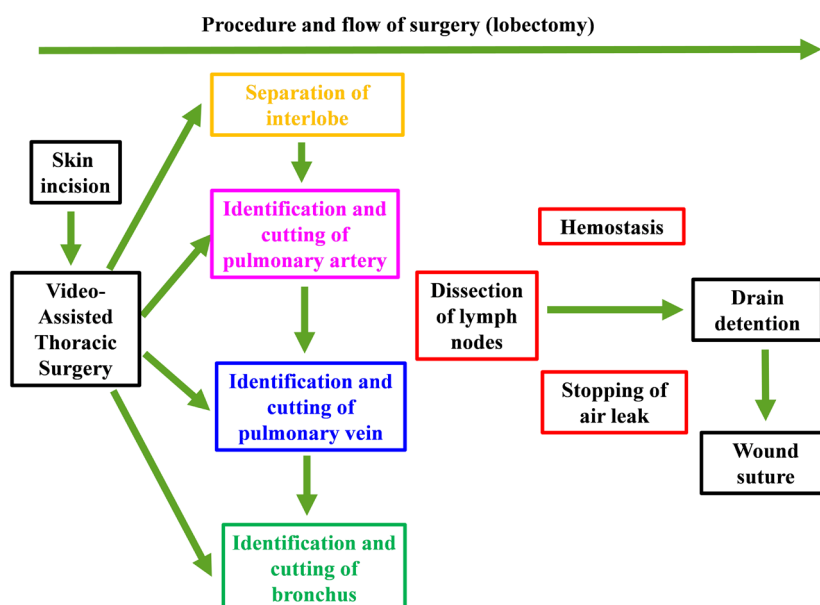 Procedure and flow of surgery (lobectomy)
Skin
incision
Video-
Assisted
Thoracic
Surgery
Separation of
interlobe
Identification and
cutting of
pulmonary artery
Identification and
cutting of
pulmonary vein
Identification and
cutting of
bronchus
Dissection
of lymph
nodes
Hemostasis
Stopping of
air leak
Drain
detention
Wound
suture